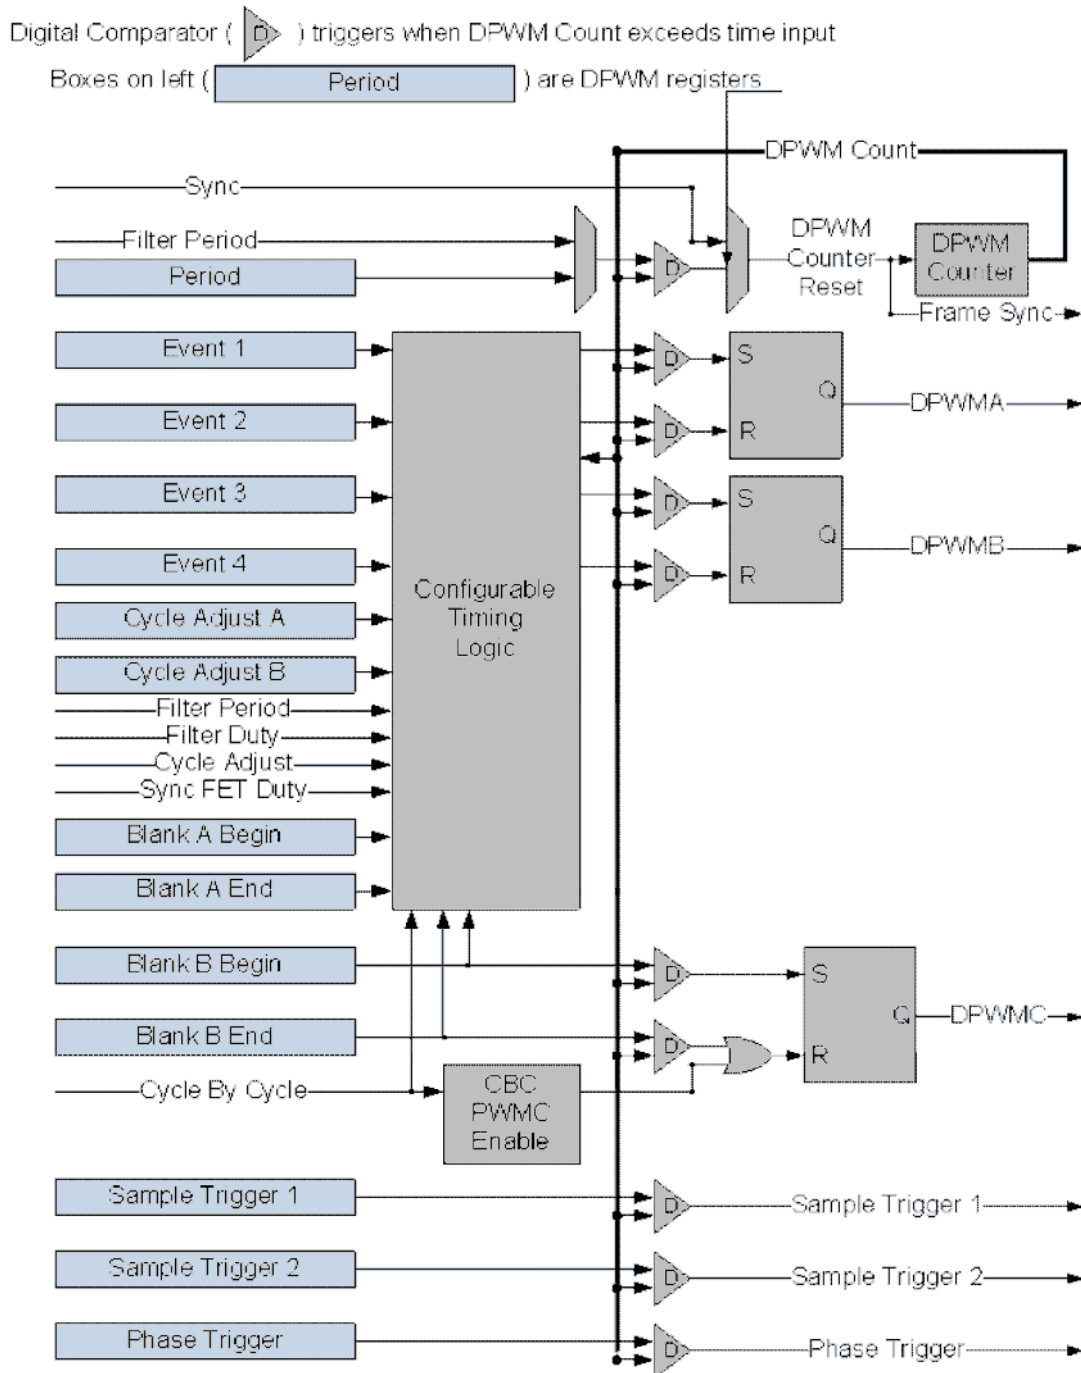 Digital Comparator ( D ) triggers when DPWM Count exceeds time input
Boxes on left ( Period ) are DPWM registers
DPWM Count
Sync
Filter Period
Period
D
DPWM
Counter
Reset
DPWM
Counter
Frame Sync
Event 1
D
S
Q
DPWMA
Event 2
D
R
Event 3
D
S
Q
DPWMB
Event 4
D
R
Configurable
Timing
Logic
Cycle Adjust A
Cycle Adjust B
Filter Period
Filter Duty
Cycle Adjust
Sync FET Duty
Blank A Begin
Blank A End
Blank B Begin
D
S
Q
DPWMC
Blank B End
D
R
Cycle By Cycle
CBC
PWMC
Enable
Sample Trigger 1
D
Sample Trigger 1
Sample Trigger 2
D
Sample Trigger 2
Phase Trigger
D
Phase Trigger